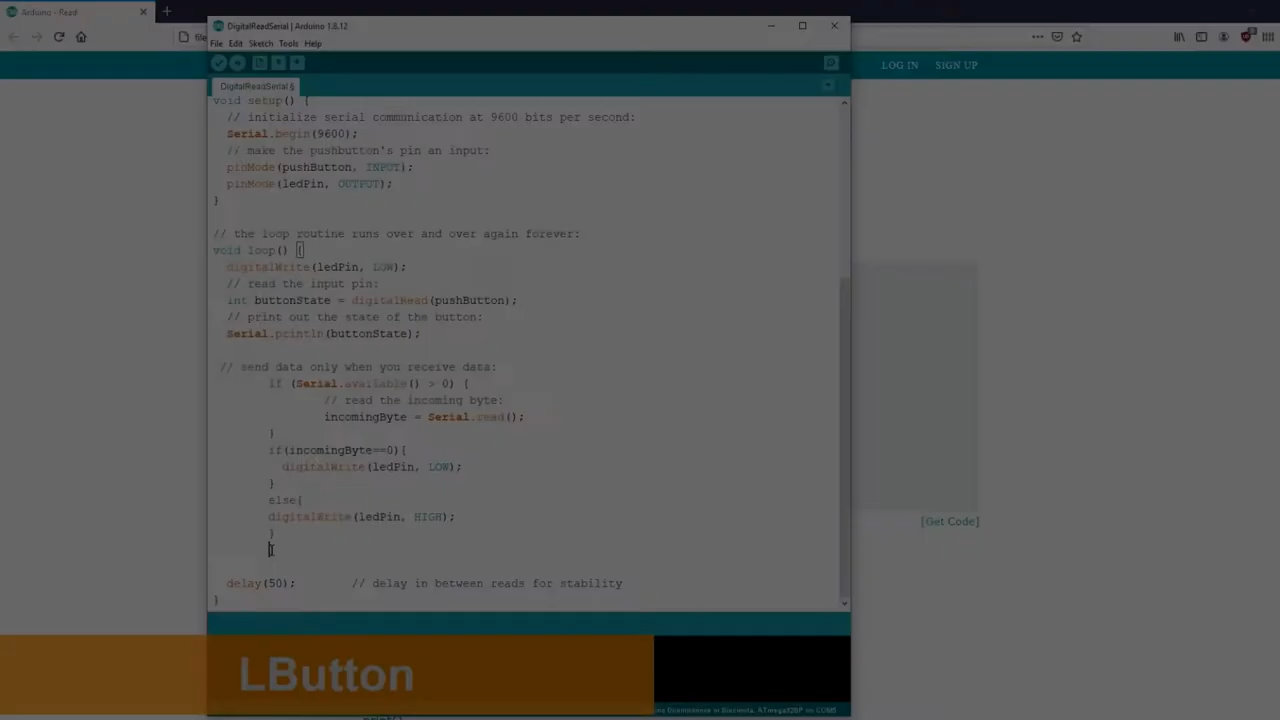 Arduino - Read
DigitalReadSerial | Arduino 1.8.12
File Edit Sketch Tools Help
LOG IN SIGN UP
DigitalReadSerial §
void setup() {
// initialize serial communication at 9600 bits per second:
Serial.begin(9600);
// make the pushbutton's pin an input:
pinMode(pushButton, INPUT);
pinMode(ledPin, OUTPUT);
}
// the loop routine runs over and over again forever:
void loop() {
digitalWrite(ledPin, LOW);
// read the input pin:
int buttonState = digitalRead(pushButton);
// print out the state of the button:
Serial.println(buttonState);
// send data only when you receive data:
if (Serial.available() > 0) {
// read the incoming byte:
incomingByte = Serial.read();
}
if(incomingByte==0){
digitalWrite(ledPin, LOW);
}
else{
digitalWrite(ledPin, HIGH);
}
[Get Code]
delay(50); // delay in between reads for stability
}
LButton
ATmega328P on COM5